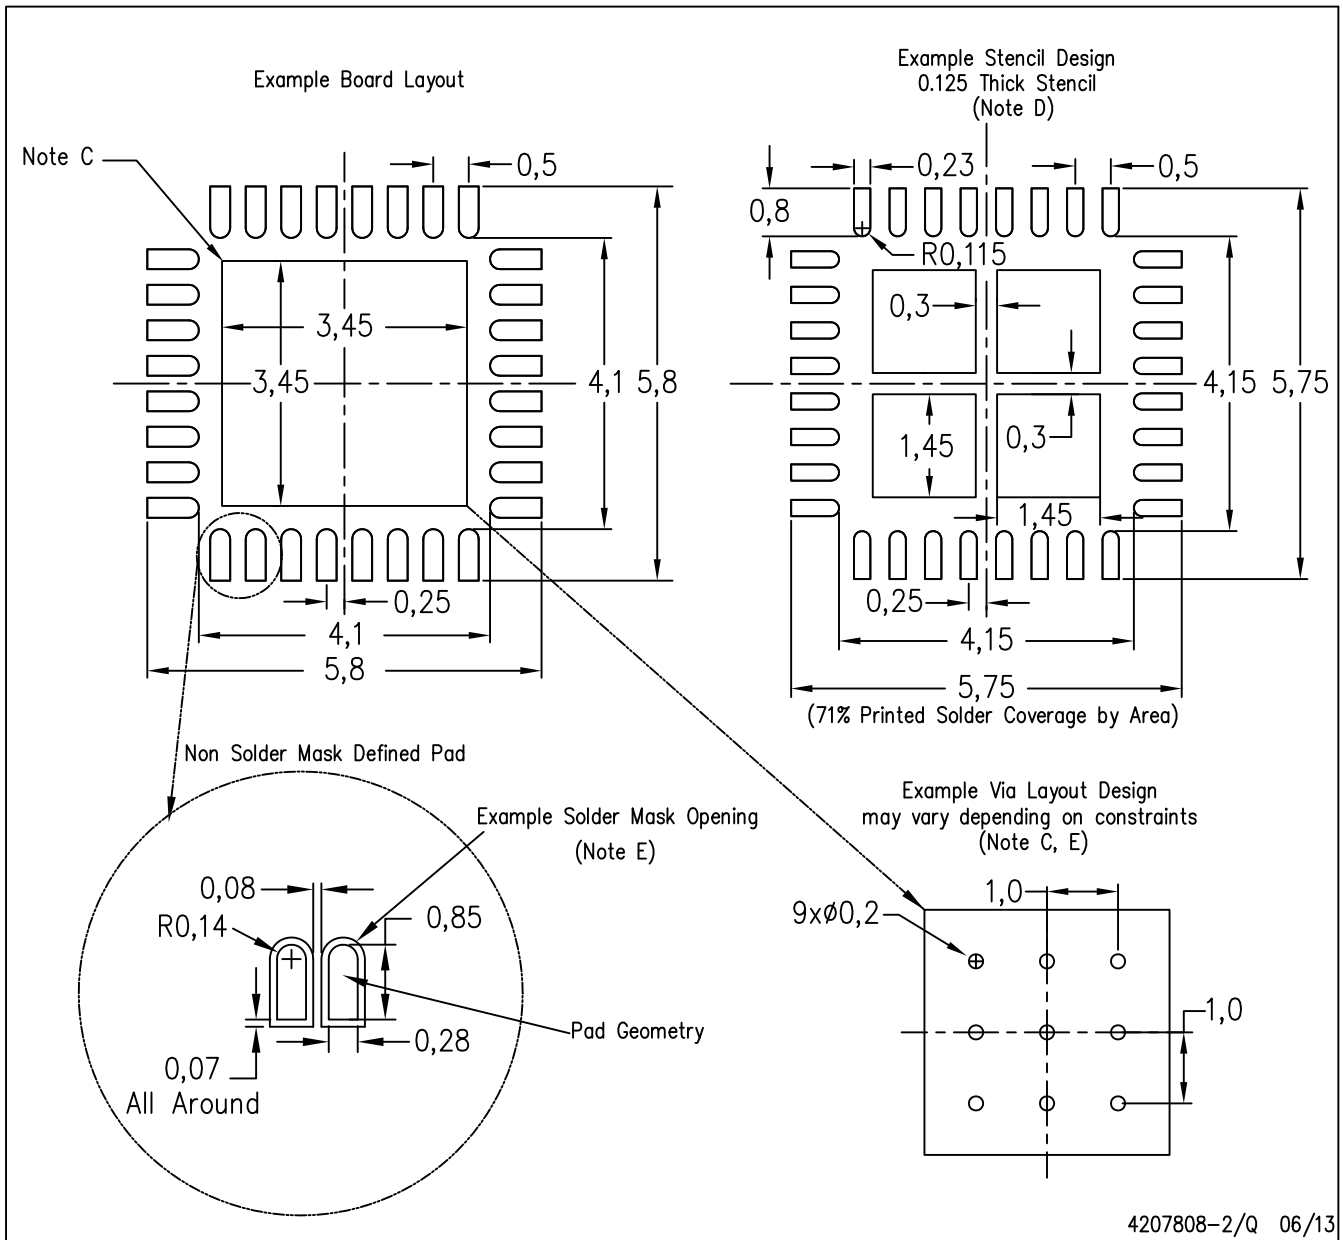 Example Board Layout
Note C
0,5
3,45
3,45
4,1
5,8
0,25
4,1
5,8
Example Stencil Design
0.125 Thick Stencil
(Note D)
0,23
0,5
0,8
R0,115
0,3
4,15
5,75
1,45
0,3
1,45
0,25
4,15
5,75
(71% Printed Solder Coverage by Area)
Non Solder Mask Defined Pad
Example Solder Mask Opening
(Note E)
0,08
R0,14
0,85
Pad Geometry
0,28
0,07
All Around
Example Via Layout Design
may vary depending on constraints
(Note C, E)
1,0
9xø0,2
1,0
4207808-2/Q 06/13